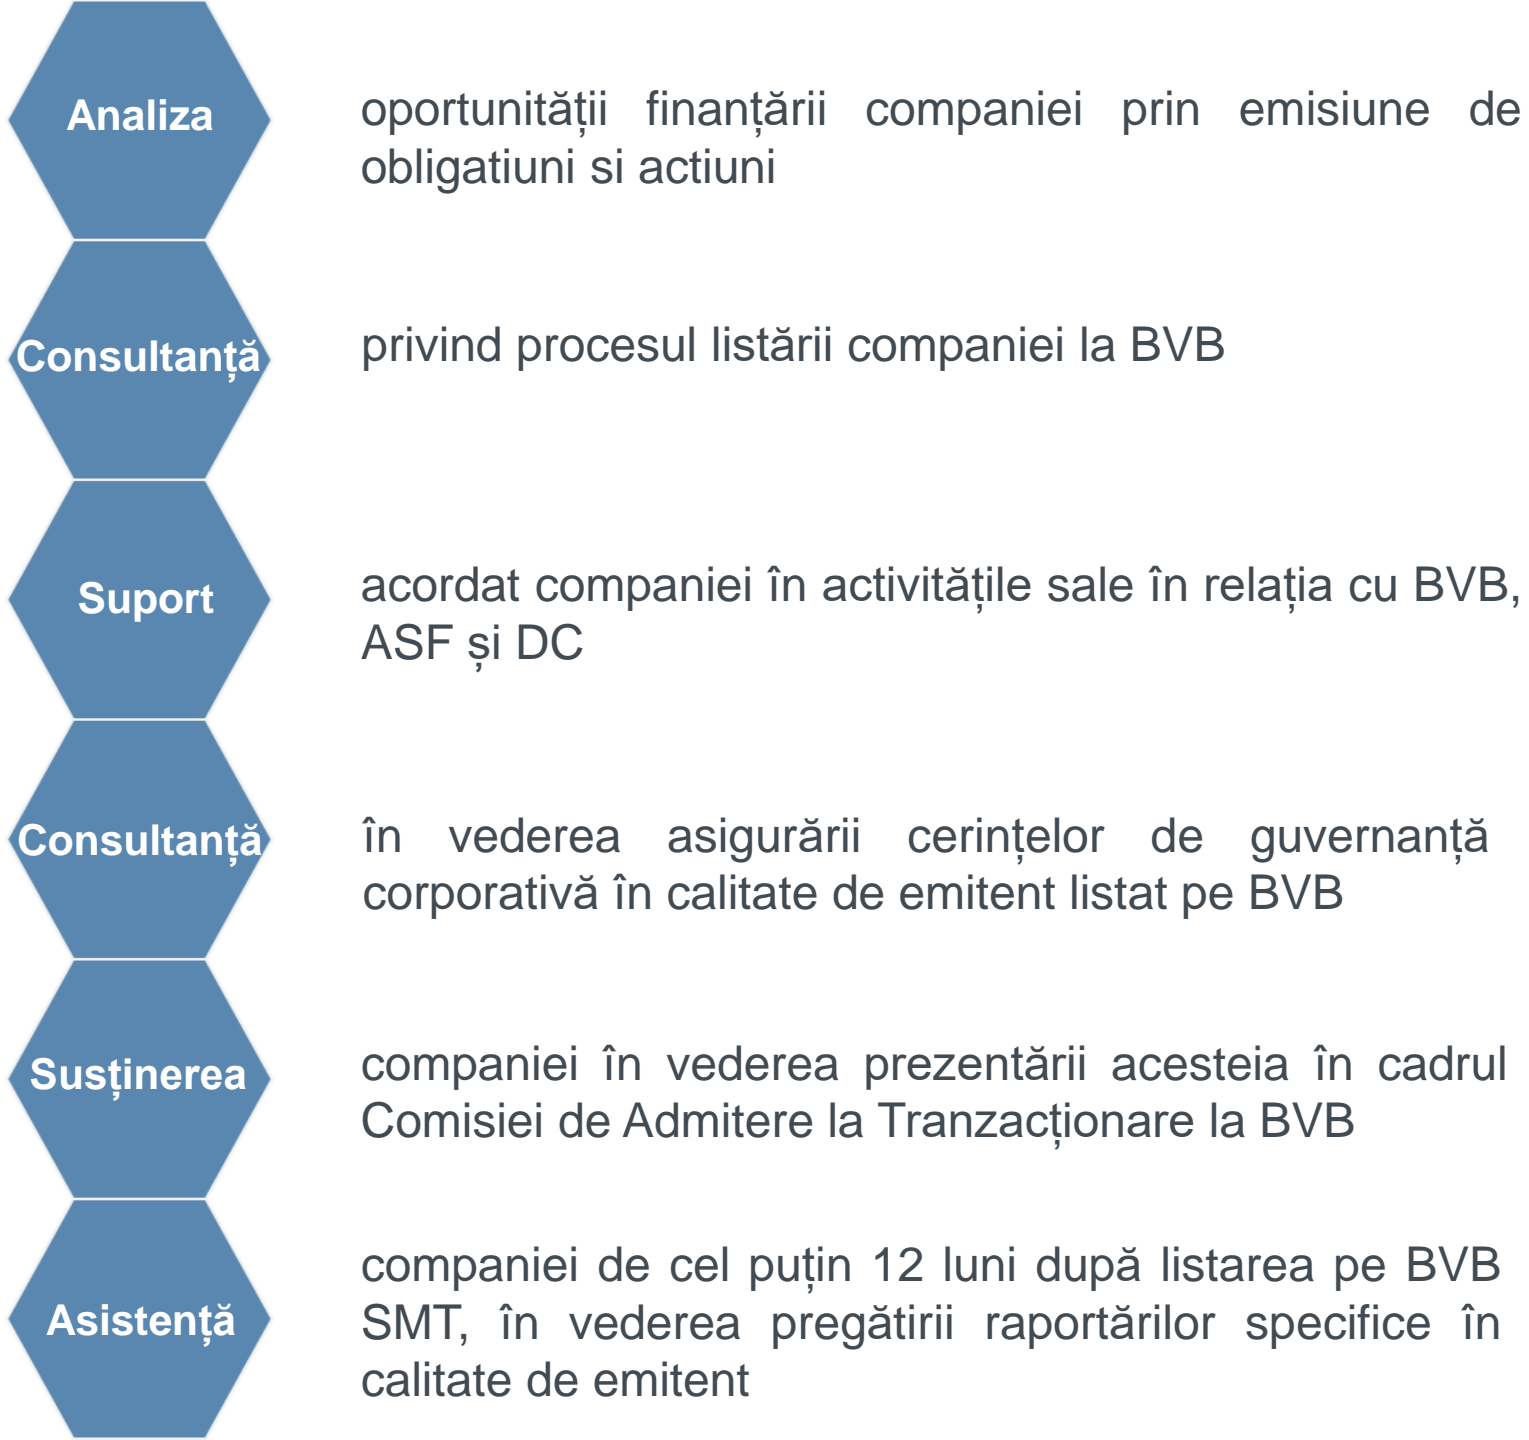 Analiza
oportunității finanțării companiei prin emisiune de
obligatiuni si actiuni
Consultanță
privind procesul listării companiei la BVB
Suport
acordat companiei în activitățile sale în relația cu BVB,
ASF și DC
Consultanță
în vederea asigurării cerințelor de guvernanță
corporativă în calitate de emitent listat pe BVB
Susținerea
companiei în vederea prezentării acesteia în cadrul
Comisiei de Admitere la Tranzacționare la BVB
Asistență
companiei de cel puțin 12 luni după listarea pe BVB
SMT, în vederea pregătirii raportărilor specifice în
calitate de emitent